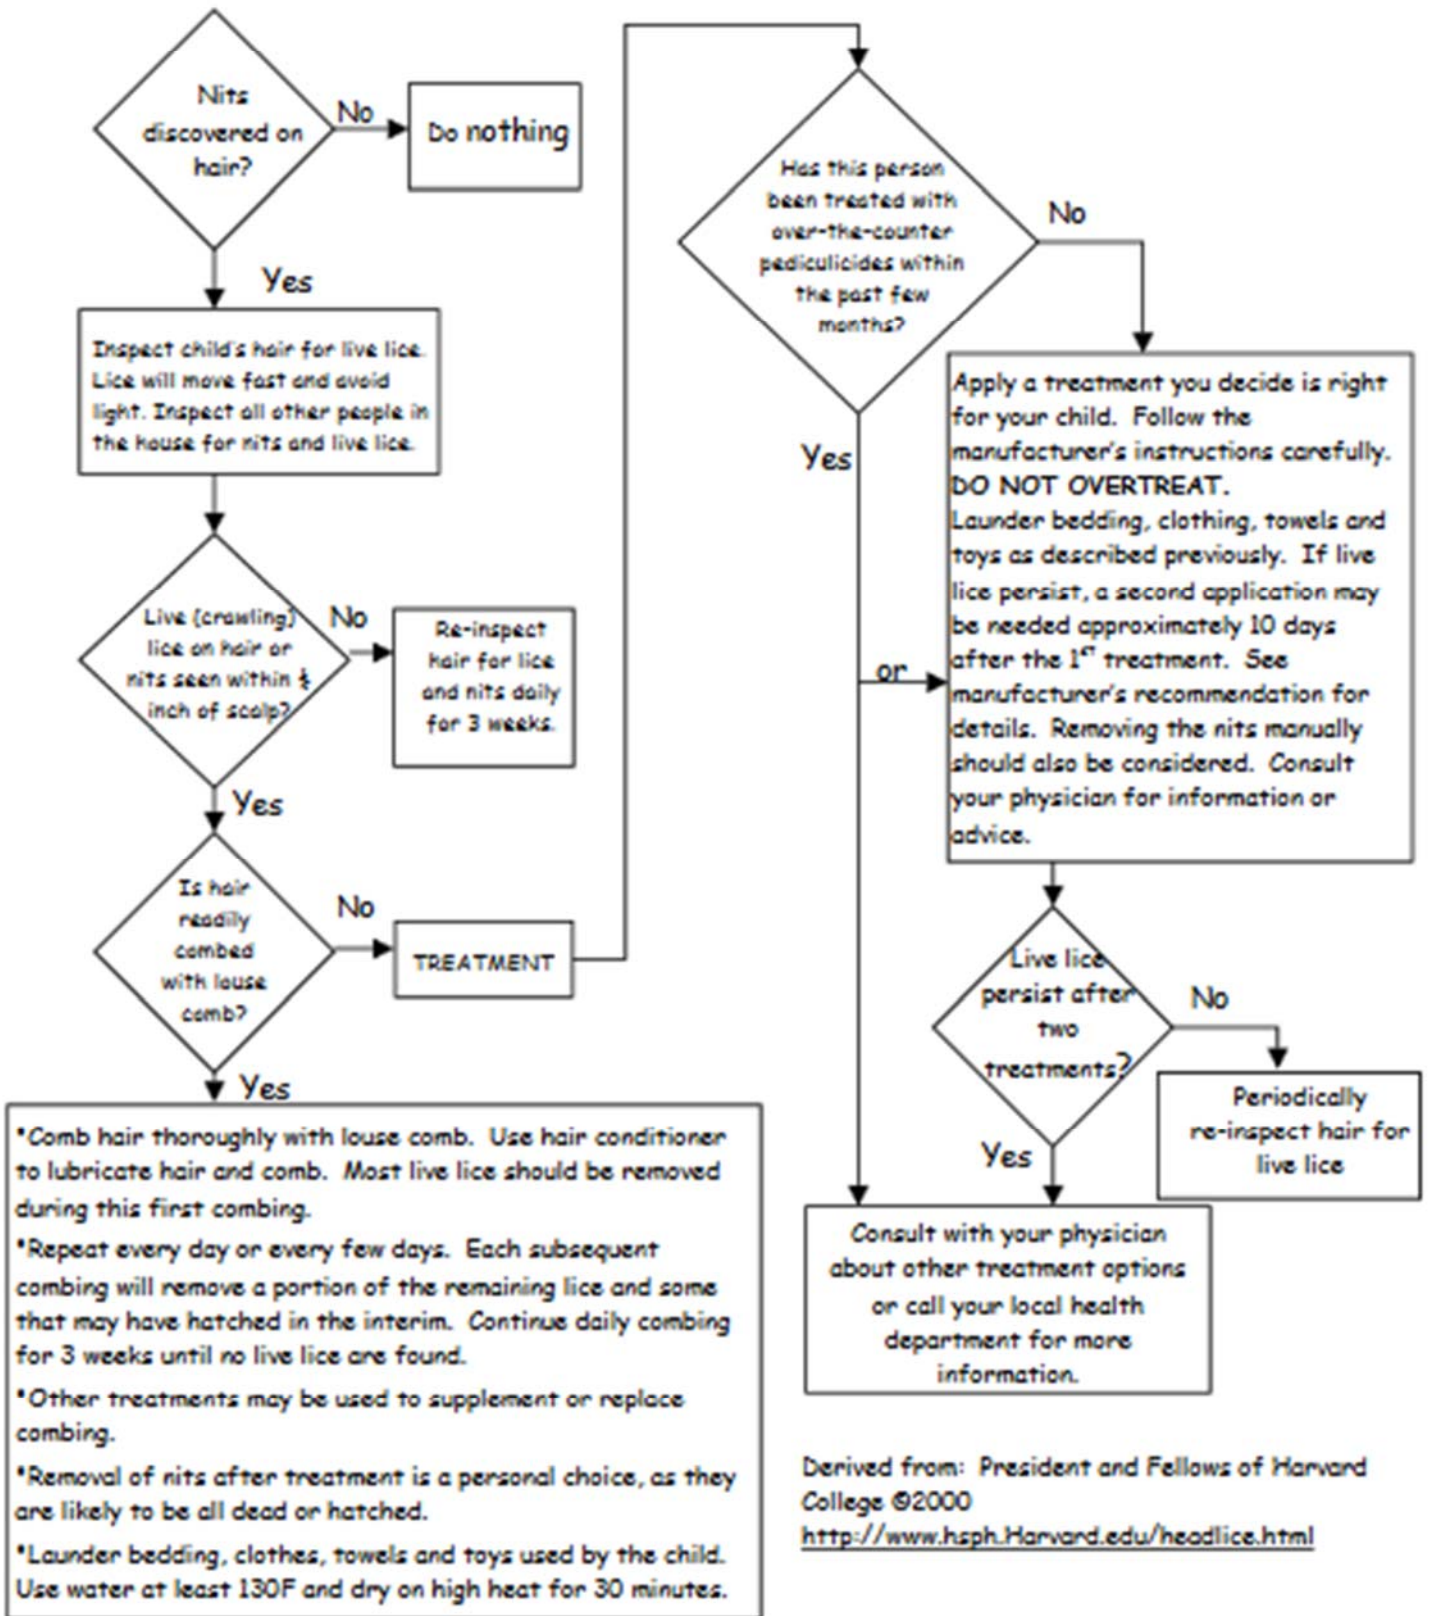 Nits
discovered on
hair?
No
Do nothing
Yes
Inspect child's hair for live lice.
Lice will move fast and avoid
light. Inspect all other people in
the house for nits and live lice.
Live (crawling)
lice on hair or
nits seen within
inch of scalp?
No
Re-inspect
hair for lice
and nits daily
for 3 weeks.
Yes
Is hair
readily
combed
with louse
comb?
No
TREATMENT
Yes
*Comb hair thoroughly with louse comb. Use hair conditioner
to lubricate hair and comb. Most live lice should be removed
during this first combing.
*Repeat every day or every few days. Each subsequent
combing will remove a portion of the remaining lice and some
that may have hatched in the interim. Continue daily combing
for 3 weeks until no live lice are found.
*Other treatments may be used to supplement or replace
combing.
*Removal of nits after treatment is a personal choice, as they
are likely to be all dead or hatched.
*Launder bedding, clothes, towels and toys used by the child.
Use water at least 130F and dry on high heat for 30 minutes.
Has this person
been treated with
over-the-counter
pediculicides within
the past few
months?
No
Yes
or
Apply a treatment you decide is right
for your child. Follow the
manufacturer's instructions carefully.
DO NOT OVERTREAT.
Launder bedding, clothing, towels and
toys as described previously. If live
lice persist, a second application may
be needed approximately 10 days
after the 1st treatment. See
manufacturer's recommendation for
details. Removing the nits manually
should also be considered. Consult
your physician for information or
advice.
Live lice
persist after
two
treatments?
No
Periodically
re-inspect hair for
live lice
Yes
Consult with your physician
about other treatment options
or call your local health
department for more
information.
Derived from: President and Fellows of Harvard
College ©2000
http://www.hsph.Harvard.edu/headlice.html